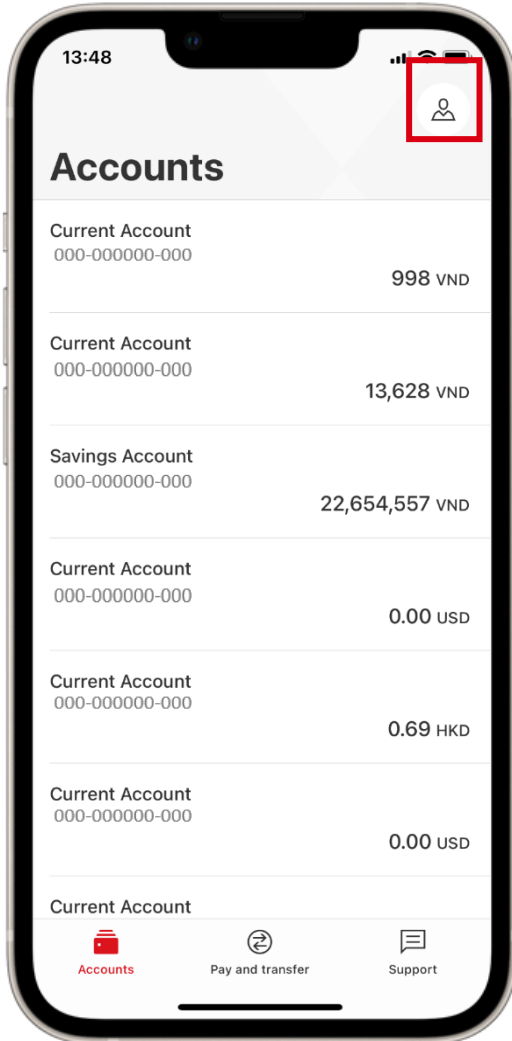 13:48
Accounts
Current Account
000-000000-000
998 VND
Current Account
000-000000-000
13,628 VND
Savings Account
000-000000-000
22,654,557 VND
Current Account
000-000000-000
0.00 USD
Current Account
000-000000-000
0.69 HKD
Current Account
000-000000-000
0.00 USD
Current Account
Accounts
Pay and transfer
Support